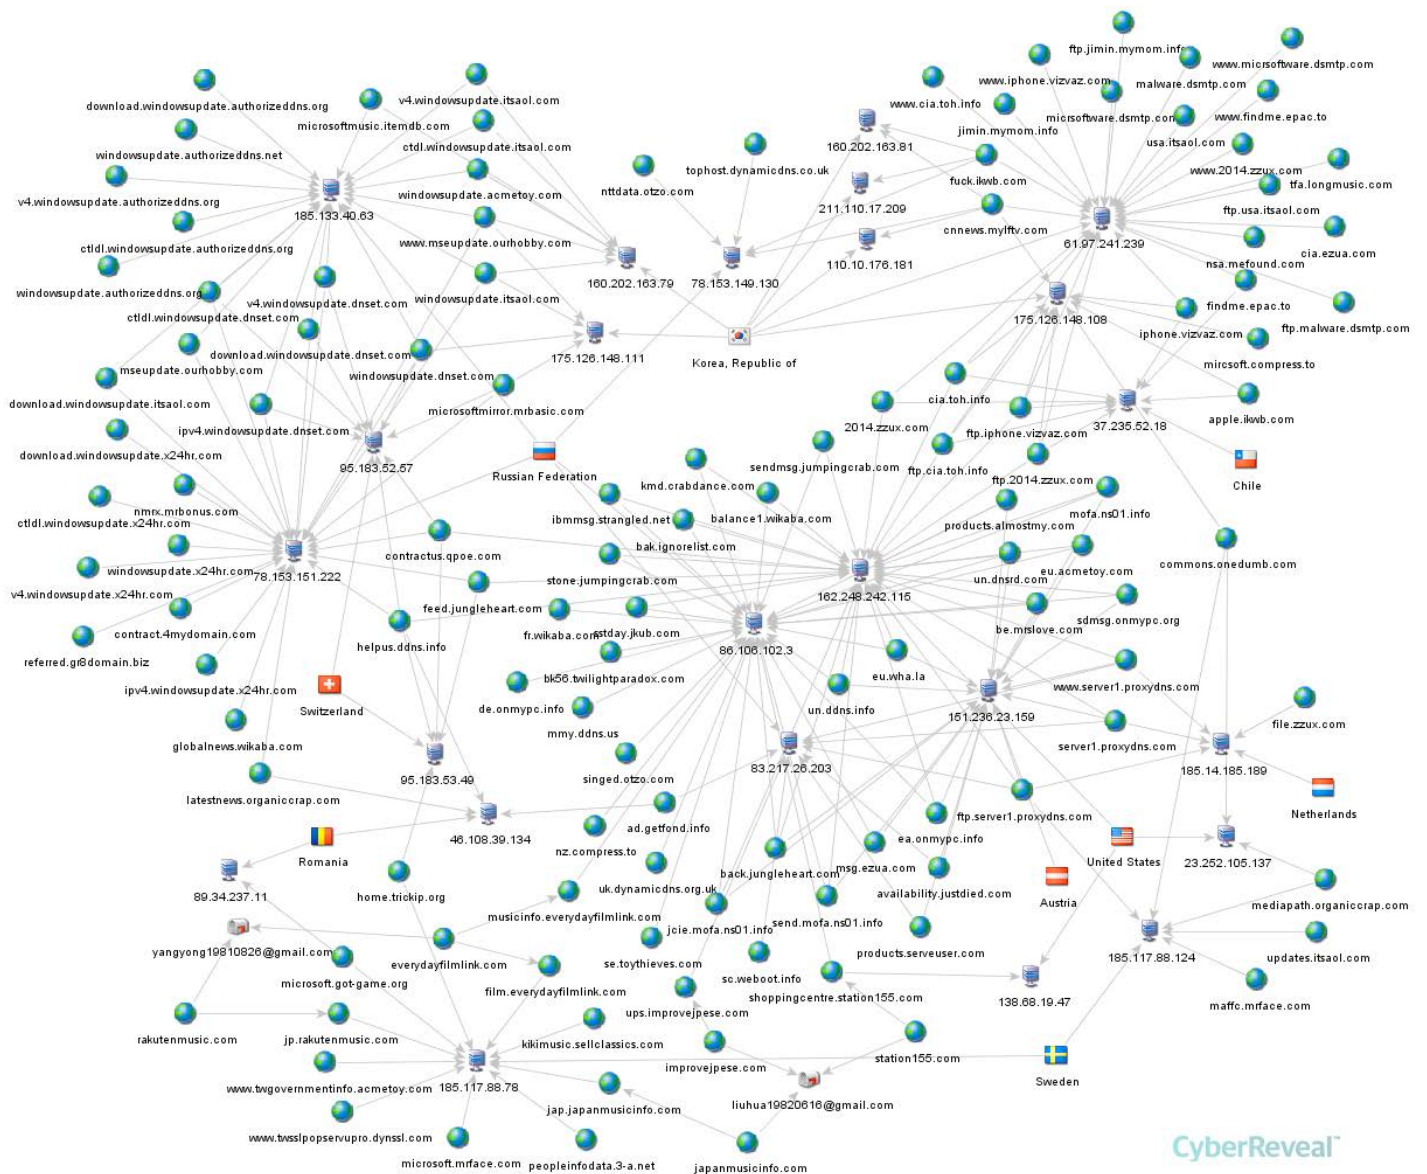 ftp.jimin.mymom.info
www.micrsoftware.dsmtp.com
www.iphone.vizvaz.com
malware.dsmtp.com
download.windowsupdate.authorizeddns.org
v4.windowsupdate.itsaol.com
www.cia.toh.info
micrsoftware.dsmtp.com
www.findme.epac.to
microsoftmusic.itemdb.com
jimin.mymom.info
usa.itsaol.com
windowsupdate.authorizeddns.net
ctdl.windowsupdate.itsaol.com
160.202.163.81
tophost.dynamicdns.co.uk
www.2014.zzux.com
fuck.ikwb.com
tfa.longmusic.com
v4.windowsupdate.authorizeddns.org
windowsupdate.acmetoy.com
nttdata.otzo.com
185.133.40.63
211.110.17.209
ftp.usa.itsaol.com
cnnews.mylftv.com
61.97.241.239
ctldl.windowsupdate.authorizeddns.org
www.mseupdate.ourhobby.com
cia.ezua.com
110.10.176.181
nsa.mefound.com
windowsupdate.authorizeddns.org
v4.windowsupdate.dnset.com
windowsupdate.itsaol.com
160.202.163.79
78.153.149.130
findme.epac.to
ctldl.windowsupdate.dnset.com
175.126.148.108
iphone.vizvaz.com
ftp.malware.dsmtp.com
download.windowsupdate.dnset.com
175.126.148.111
Korea, Republic of
mircsoft.compress.to
mseupdate.ourhobby.com
windowsupdate.dnset.com
download.windowsupdate.itsaol.com
microsoftmirror.mrbasic.com
cia.toh.info
apple.ikwb.com
ipv4.windowsupdate.dnset.com
2014.zzux.com
ftp.iphone.vizvaz.com
37.235.52.18
download.windowsupdate.x24hr.com
95.183.52.57
Russian Federation
sendmsg.jumpingcrab.com
ftp.cia.toh.info
ftp.2014.zzux.com
Chile
kmd.crabdance.com
nmrx.mrbonus.com
ctldl.windowsupdate.x24hr.com
ibmmsg.strangled.net
balance1.wikaba.com
products.almostmy.com
mofa.ns01.info
contractus.qpoe.com
bak.ignorelist.com
commons.onedumb.com
windowsupdate.x24hr.com
78.153.151.222
stone.jumpingcrab.com
un.dnsrd.com
eu.acmetoy.com
v4.windowsupdate.x24hr.com
162.248.242.115
feed.jungleheart.com
contract.4mydomain.com
fr.wikaba.com
sstday.jkub.com
be.mrslove.com
sdmsg.onmypc.org
referred.gr8domain.biz
helpus.ddns.info
86.106.102.3
bk56.twilightparadox.com
eu.wha.la
ipv4.windowsupdate.x24hr.com
www.server1.proxydns.com
Switzerland
de.onmypc.info
un.ddns.info
151.236.23.159
file.zzux.com
mmy.ddns.us
globalnews.wikaba.com
server1.proxydns.com
83.217.26.203
185.14.185.189
95.183.53.49
singed.otzo.com
latestnews.organiccrap.com
Netherlands
ftp.server1.proxydns.com
ad.getfond.info
ea.onmypc.info
46.108.39.134
Romania
nz.compress.to
United States
23.252.105.137
back.jungleheart.com
msg.ezua.com
89.34.237.11
home.trickip.org
uk.dynamicdns.org.uk
availability.justdied.com
Austria
mediapath.organiccrap.com
musicinfo.everydayfilmlink.com
jcie.mofa.ns01.info
send.mofa.ns01.info
yangyong19810826@gmail.com
products.serveuser.com
updates.itsaol.com
everydayfilmlink.com
se.toythieves.com
185.117.88.124
microsoft.got-game.org
sc.weboot.info
film.everydayfilmlink.com
shoppingcentre.station155.com
138.68.19.47
maffc.mrface.com
ups.improvejpese.com
rakutenmusic.com
jp.rakutenmusic.com
kikimusic.sellclassics.com
station155.com
improvejpese.com
Sweden
www.twgovernmentinfo.acmetoy.com
185.117.88.78
liuhua19820616@gmail.com
jap.japanmusicinfo.com
www.twsslpopservupro.dynssl.com
microsoft.mrface.com
peopleinfodata.3-a.net
japanmusicinfo.com
CyberReveal™